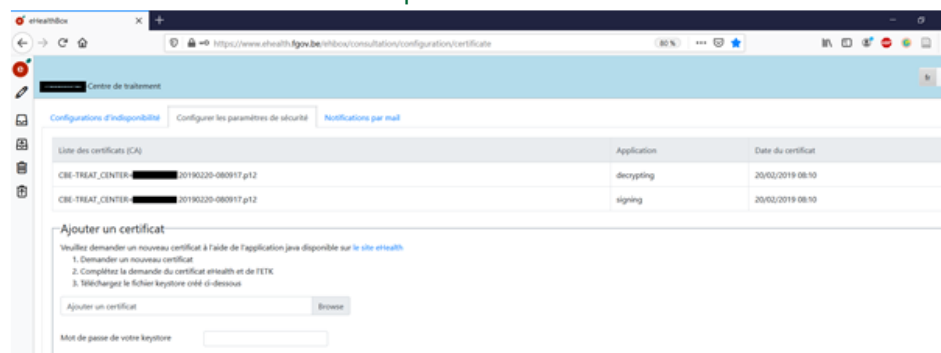 eHealthBox
https://www.ehealth.fgov.be/ehbox/consultation/configuration/certificate
80 %
Centre de traitement
fr
Configurations d'indisponibilité
Configurer les paramètres de sécurité
Notifications par mail
Liste des certificats (CA)
Application
Date du certificat
CBE-TREAT_CENTER= 20190220-080917.p12
decrypting
20/02/2019 08:10
CBE-TREAT_CENTER= 20190220-080917.p12
signing
20/02/2019 08:10
Ajouter un certificat
Veuillez demander un nouveau certificat à l'aide de l'application java disponible sur le site eHealth
1. Demander un nouveau certificat
2. Complétez la demande du certificat eHealth et de l'ETK
3. Téléchargez le fichier keystore créé ci-dessous
Ajouter un certificat
Browse
Mot de passe de votre keystore